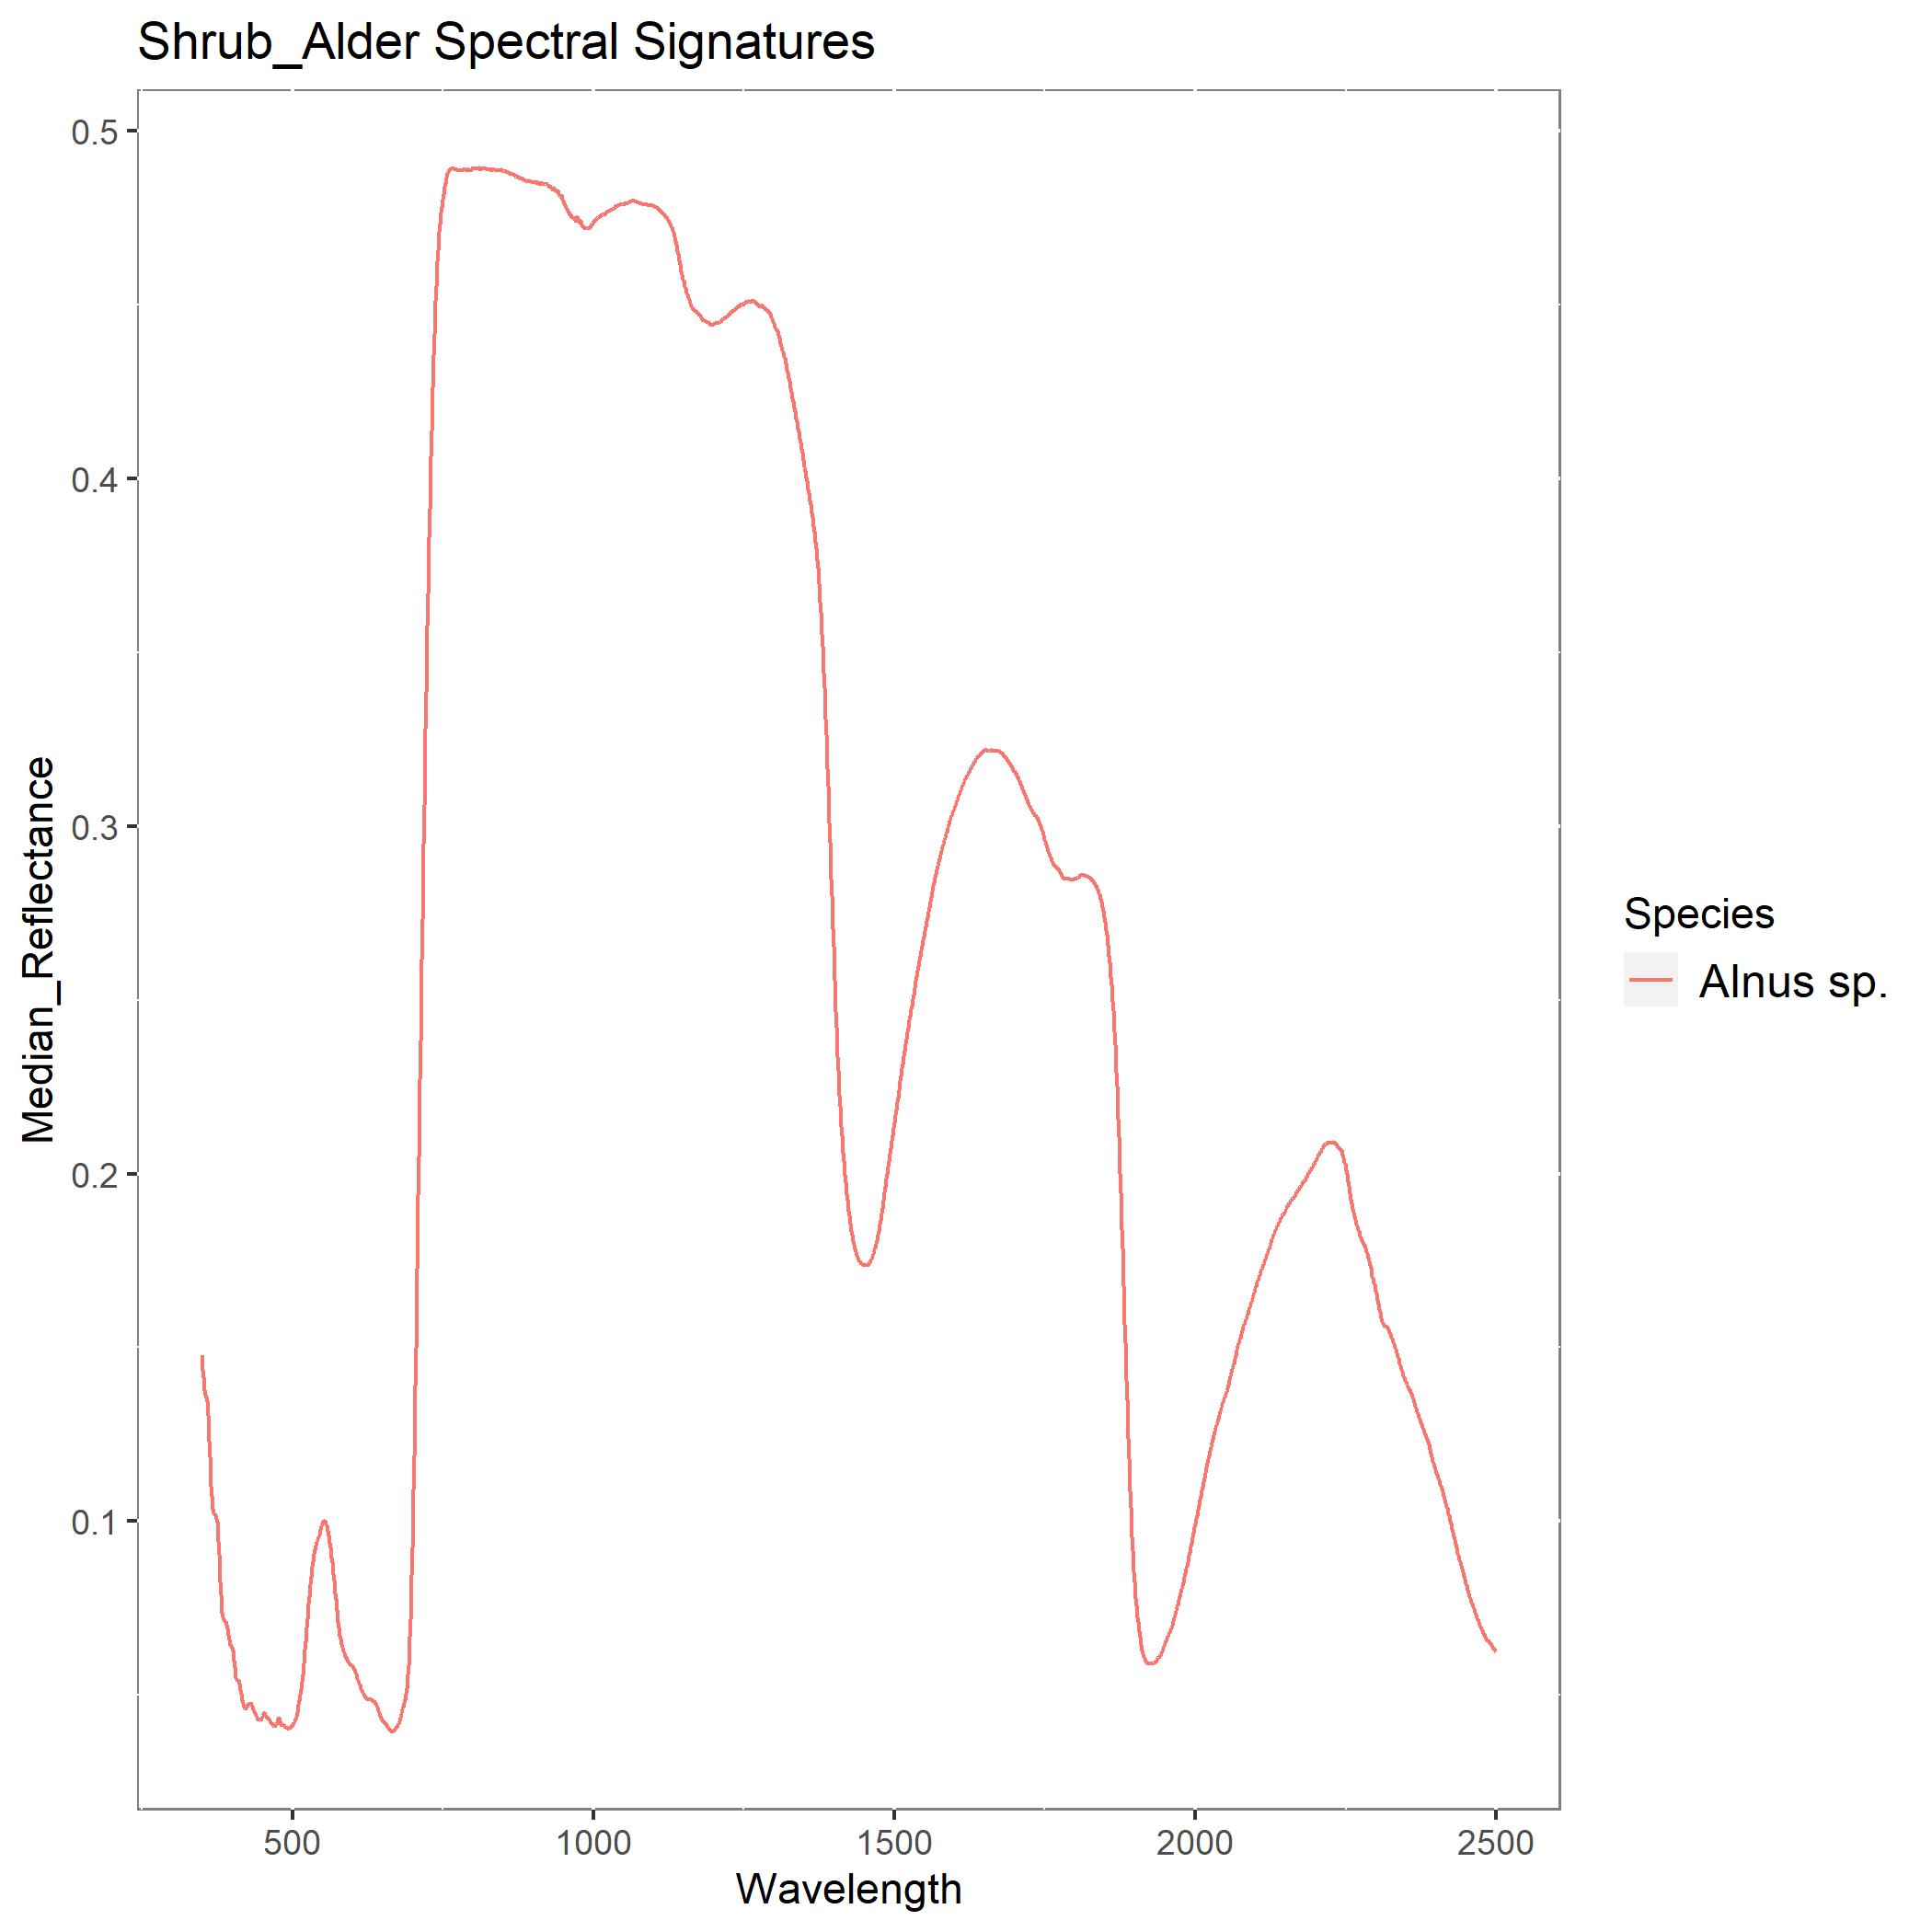 Shrub_Alder Spectral Signatures
0.5
0.4
0.3
0.2
0.1
Median_Reflectance
500 1000 1500 2000 2500
Wavelength
Species
Alnus sp.